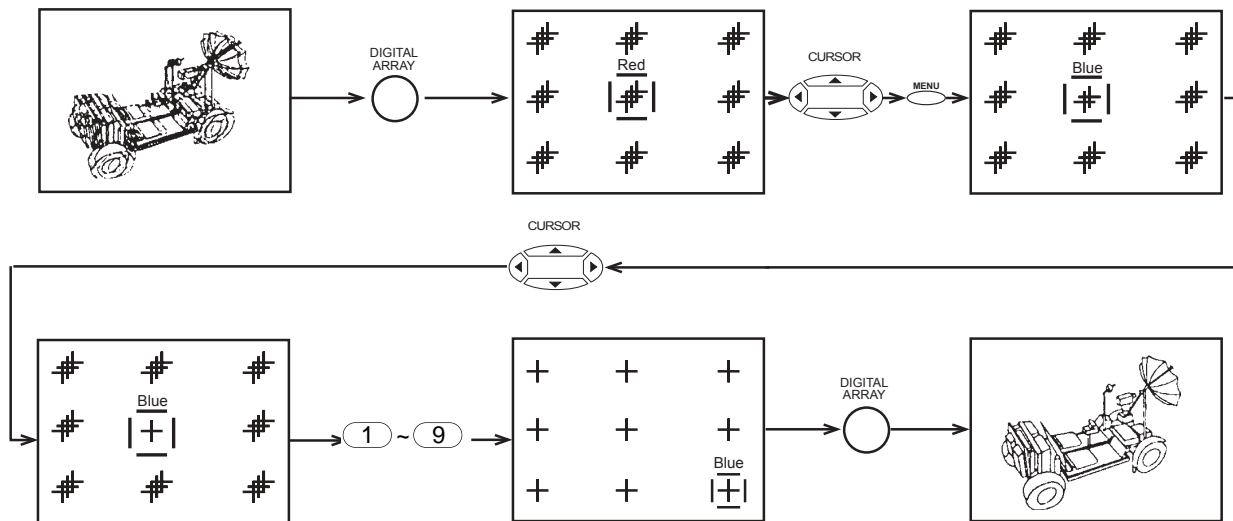 DIGITAL
ARRAY
Red
CURSOR
MENU
Blue
CURSOR
Blue
1 ~ 9
Blue
DIGITAL
ARRAY